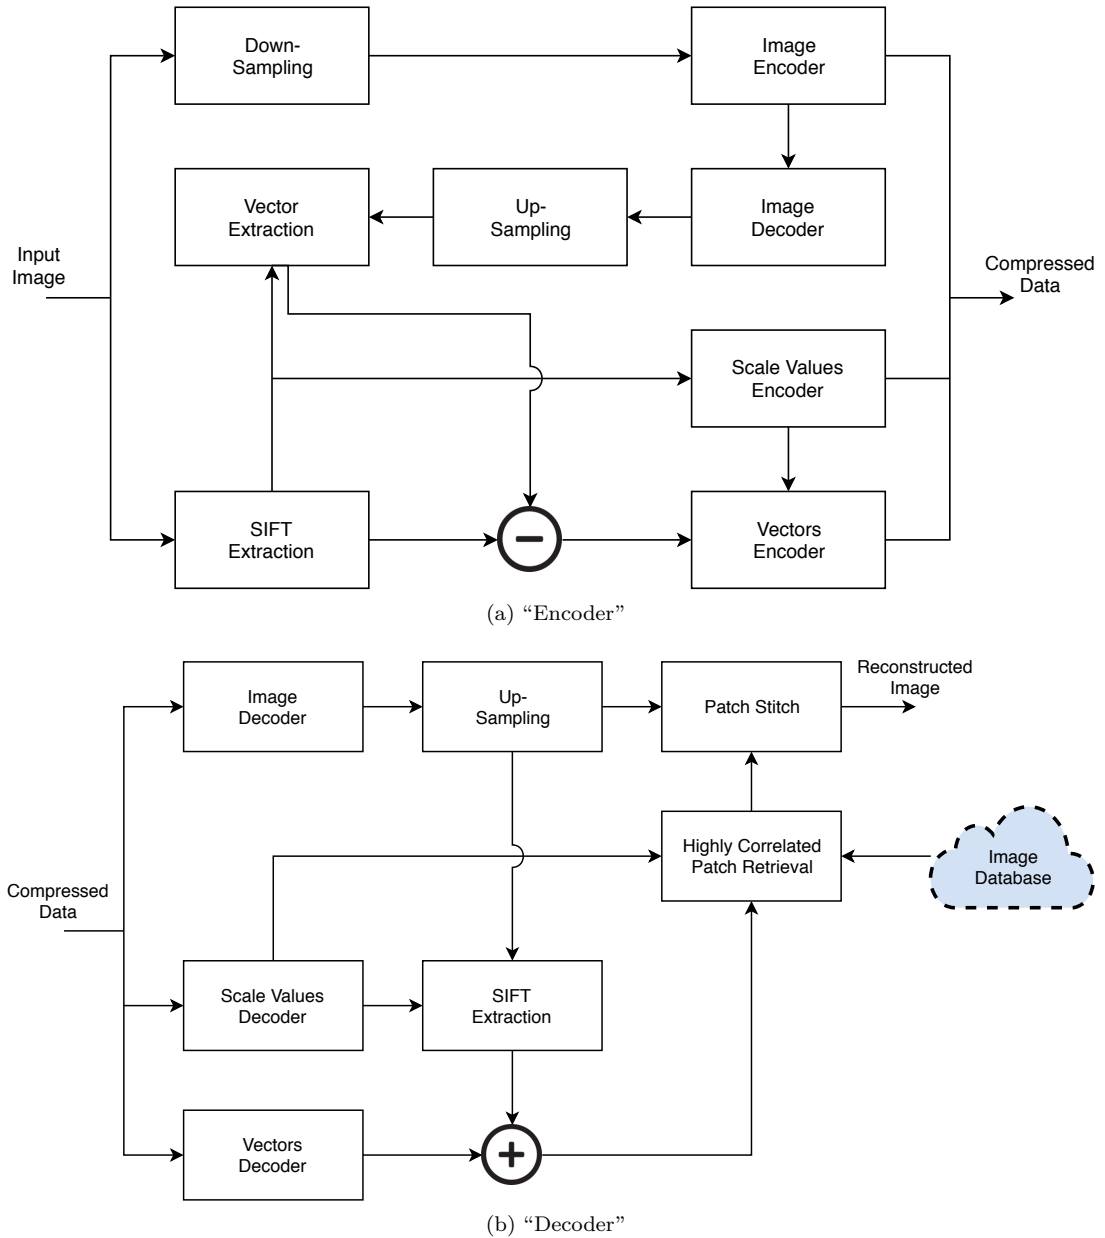 Down-
Sampling
Image
Encoder
Vector
Extraction
Up-
Sampling
Image
Decoder
Input
Image
Compressed
Data
Scale Values
Encoder
SIFT
Extraction
Vectors
Encoder
(a) “Encoder”
Image
Decoder
Up-
Sampling
Patch Stitch
Reconstructed
Image
Highly Correlated
Patch Retrieval
Image
Database
Compressed
Data
Scale Values
Decoder
SIFT
Extraction
Vectors
Decoder
(b) “Decoder”